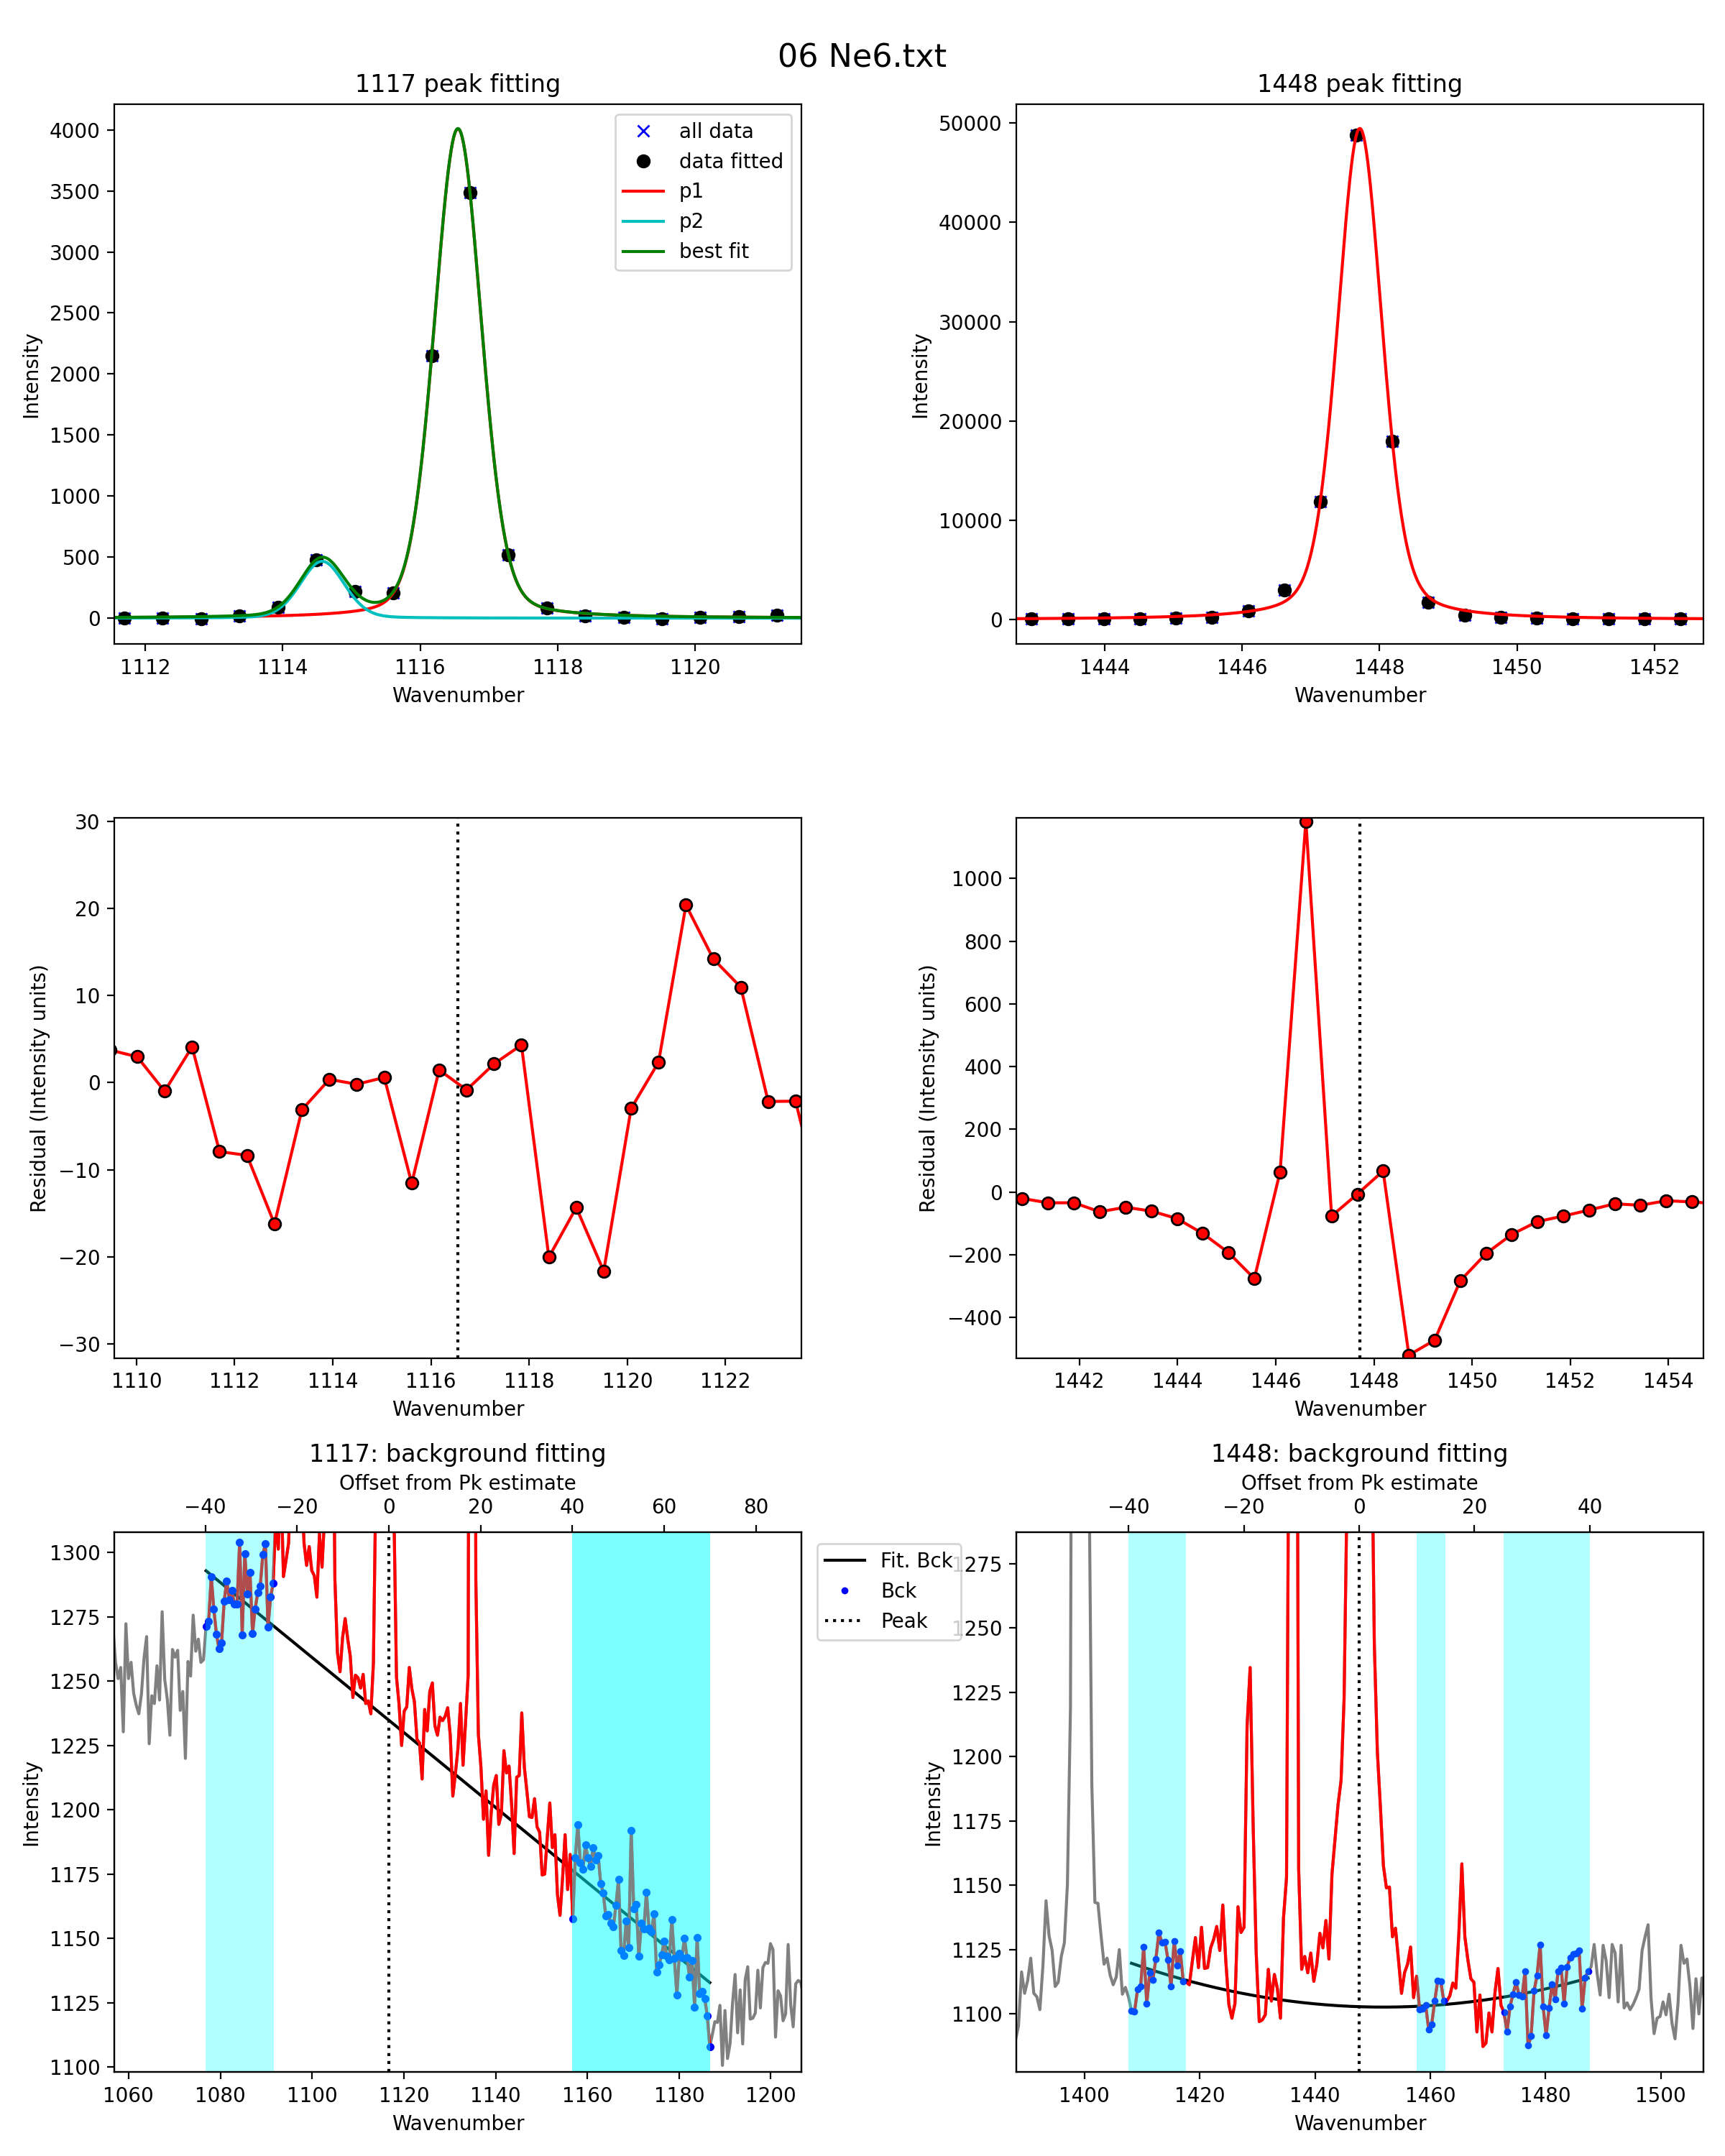 06 Ne6.txt
1117 peak fitting
4000
3500
3000
2500
2000
1500
1000
500
0
Intensity
all data
data fitted
p1
p2
best fit
1112 1114 1116 1118 1120
Wavenumber
1448 peak fitting
50000
40000
30000
20000
10000
0
Intensity
1444 1446 1448 1450 1452
Wavenumber
30
20
10
0
−10
−20
−30
Residual (Intensity units)
1110 1112 1114 1116 1118 1120 1122
Wavenumber
1000
800
600
400
200
0
−200
−400
Residual (Intensity units)
1442 1444 1446 1448 1450 1452 1454
Wavenumber
1117: background fitting
Offset from Pk estimate
−40 −20 0 20 40 60 80
1300
1275
1250
1225
1200
1175
1150
1125
1100
Intensity
1060 1080 1100 1120 1140 1160 1180 1200
Wavenumber
Fit. Bck
Bck
Peak
1448: background fitting
Offset from Pk estimate
−40 −20 0 20 40
1275
1250
1225
1200
1175
1150
1125
1100
Intensity
1400 1420 1440 1460 1480 1500
Wavenumber